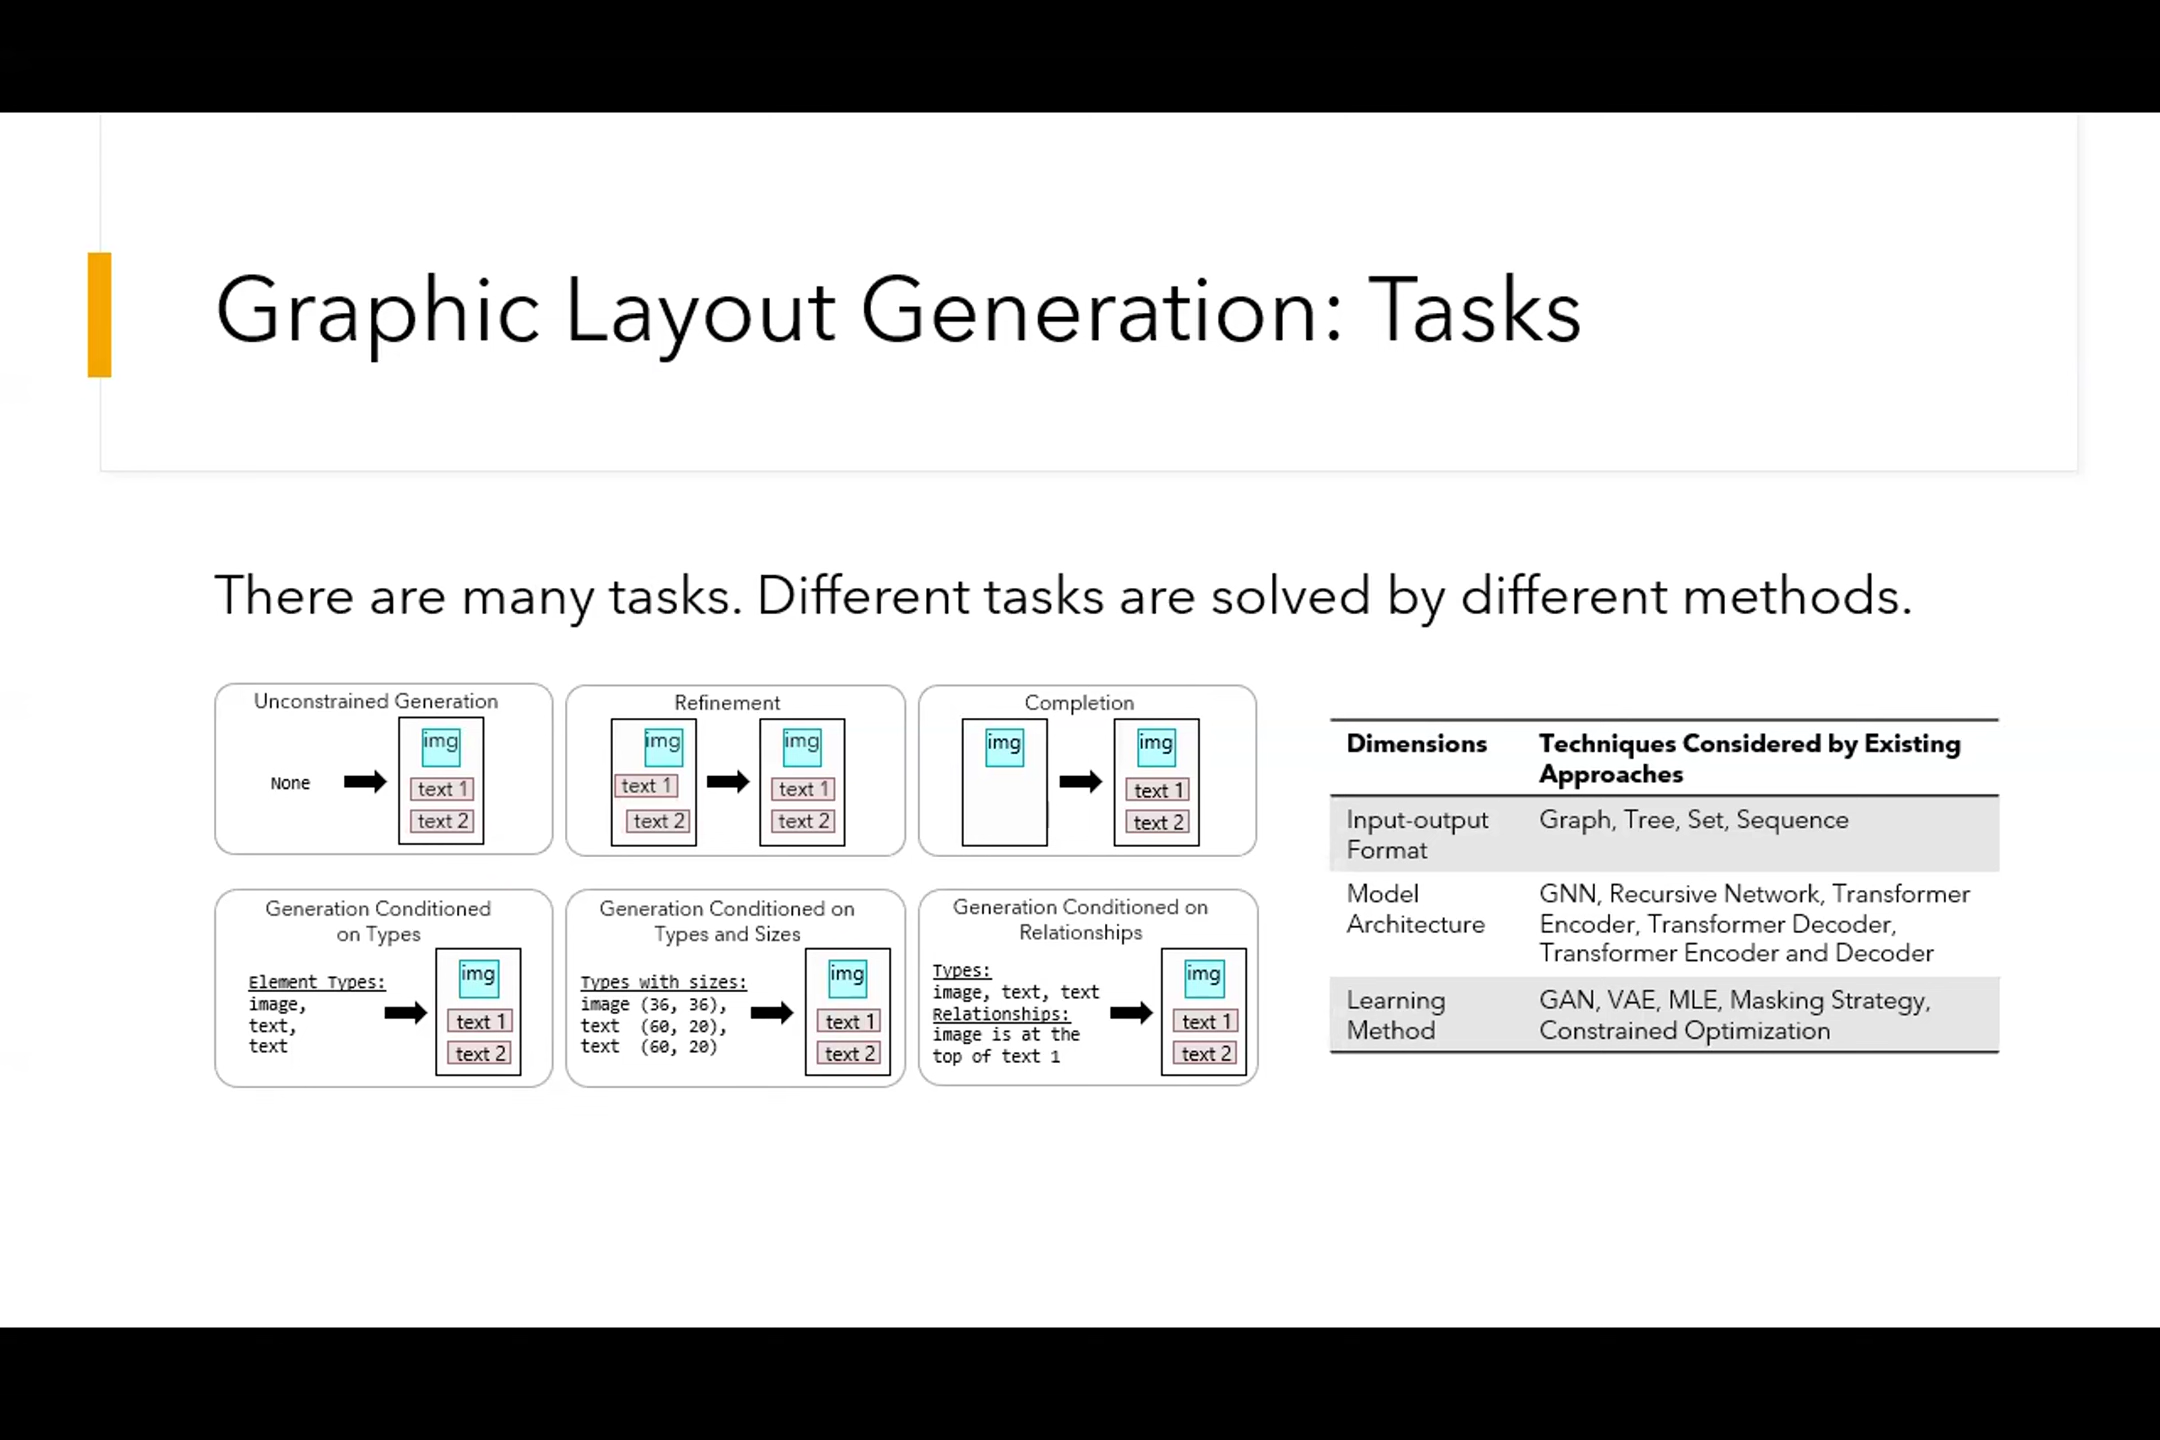 Graphic Layout Generation: Tasks
There are many tasks. Different tasks are solved by different methods.
Unconstrained Generation
None
img
text 1
text 2
Refinement
img
text 1
text 2
img
text 1
text 2
Completion
img
img
text 1
text 2
Generation Conditioned
on Types
Element Types:
image,
text,
text
img
text 1
text 2
Generation Conditioned on
Types and Sizes
Types with sizes:
image (36, 36),
text (60, 20),
text (60, 20)
img
text 1
text 2
Generation Conditioned on
Relationships
Types:
image, text, text
Relationships:
image is at the
top of text 1
img
text 1
text 2
Dimensions
Techniques Considered by Existing
Approaches
Input-output
Format
Graph, Tree, Set, Sequence
Model
Architecture
GNN, Recursive Network, Transformer
Encoder, Transformer Decoder,
Transformer Encoder and Decoder
Learning
Method
GAN, VAE, MLE, Masking Strategy,
Constrained Optimization